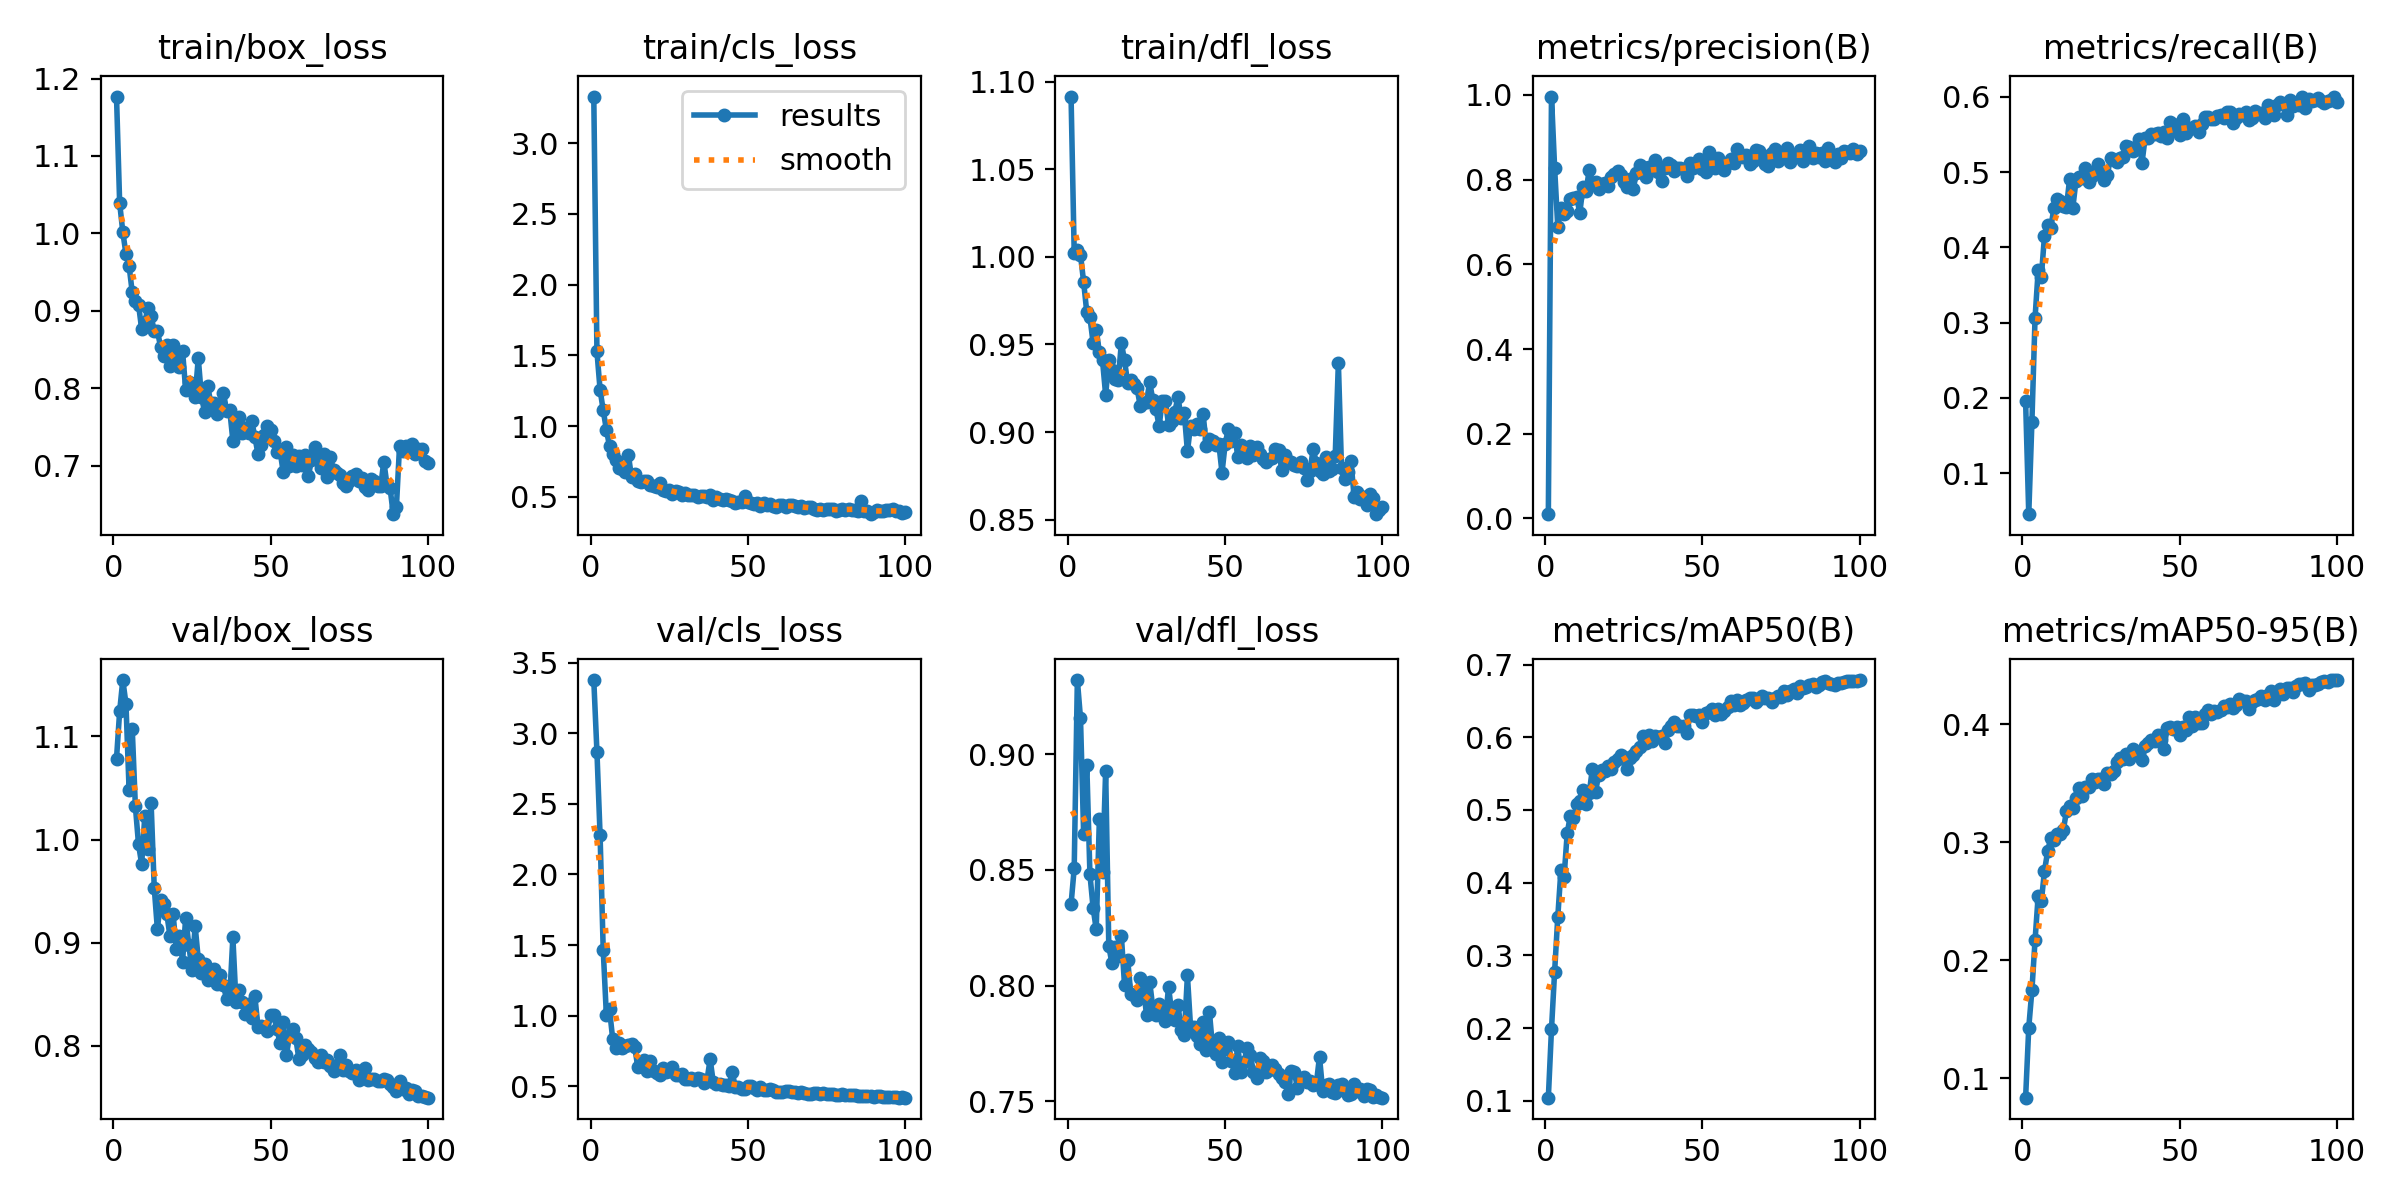 train/box_loss
1.2
1.1
1.0
0.9
0.8
0.7
0 50 100
train/cls_loss
results
smooth
3.0
2.5
2.0
1.5
1.0
0.5
0 50 100
train/dfl_loss
1.10
1.05
1.00
0.95
0.90
0.85
0 50 100
metrics/precision(B)
1.0
0.8
0.6
0.4
0.2
0.0
0 50 100
metrics/recall(B)
0.6
0.5
0.4
0.3
0.2
0.1
0 50 100
val/box_loss
1.1
1.0
0.9
0.8
0 50 100
val/cls_loss
3.5
3.0
2.5
2.0
1.5
1.0
0.5
0 50 100
val/dfl_loss
0.90
0.85
0.80
0.75
0 50 100
metrics/mAP50(B)
0.7
0.6
0.5
0.4
0.3
0.2
0.1
0 50 100
metrics/mAP50-95(B)
0.4
0.3
0.2
0.1
0 50 100